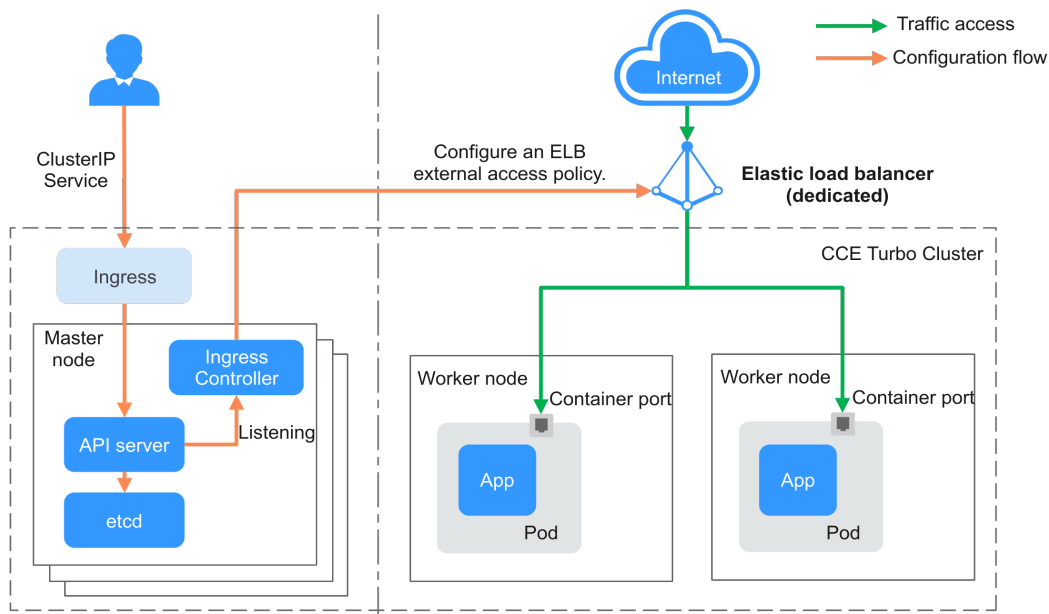 Traffic access
Configuration flow
Internet
ClusterIP
Service
Configure an ELB
external access policy.
Elastic load balancer
(dedicated)
CCE Turbo Cluster
Ingress
Master
node
Ingress
Controller
API server
Listening
etcd
Worker node
Container port
App
Pod
Worker node
Container port
App
Pod